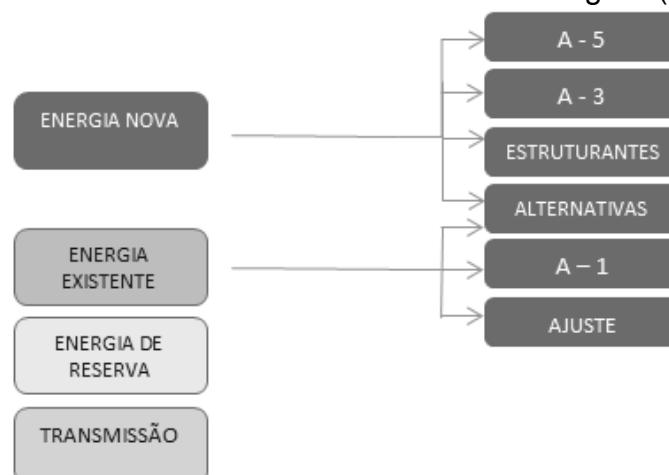 ENERGIA NOVA
ENERGIA
EXISTENTE
ENERGIA DE
RESERVA
TRANSMISSÃO
A - 5
A - 3
ESTRUTURANTES
ALTERNATIVAS
A – 1
AJUSTE